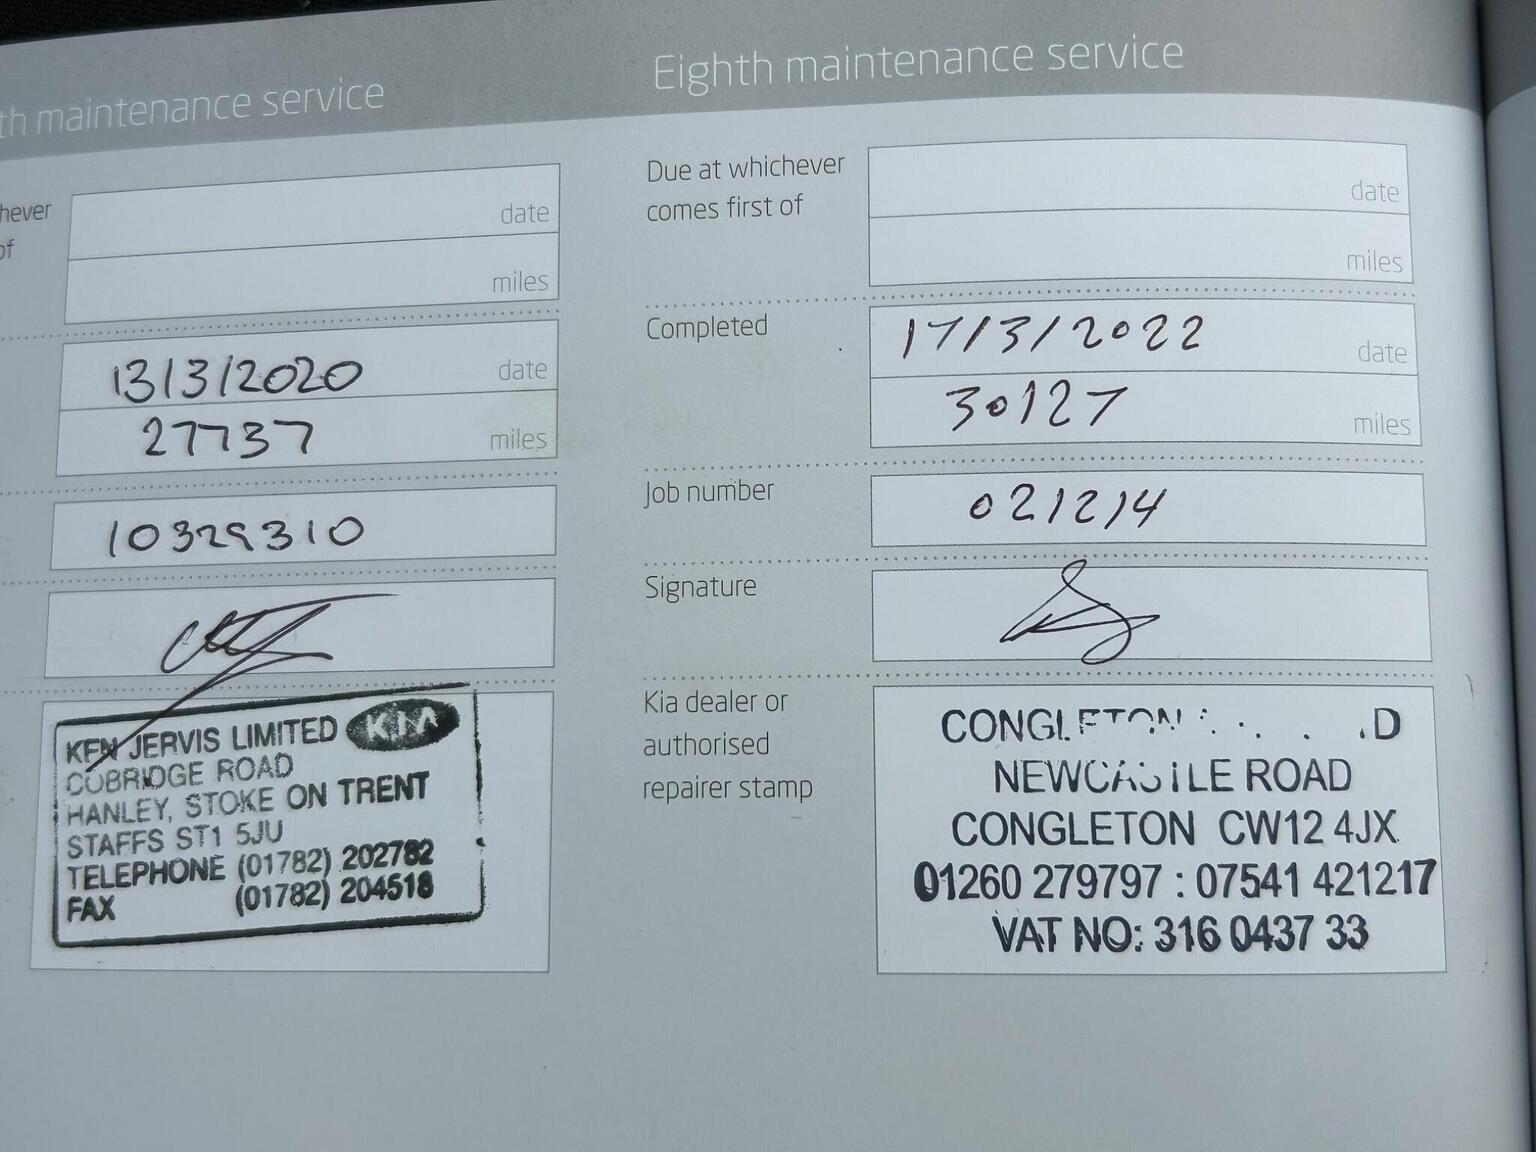 th maintenance service
hever
of
date
miles
13/3/2020 date
27737 miles
10329310
KEN JERVIS LIMITED KIA
COBRIDGE ROAD
HANLEY, STOKE ON TRENT
STAFFS ST1 5JU
TELEPHONE (01782) 202782
FAX (01782) 204518
Eighth maintenance service
Due at whichever
comes first of
date
miles
Completed
17/3/2022 date
30127 miles
Job number
021214
Signature
Kia dealer or
authorised
repairer stamp
CONGLETON
NEWCASTLE ROAD
CONGLETON CW12 4JX
01260 279797 : 07541 421217
VAT NO: 316 0437 33